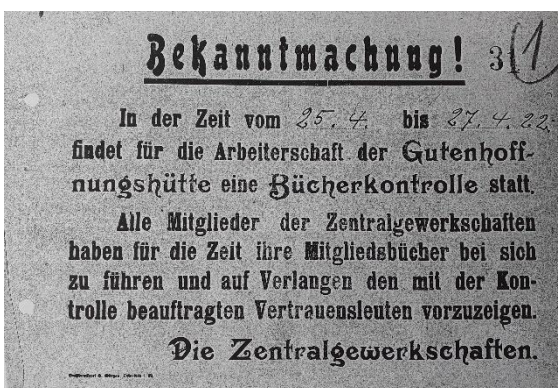 Bekanntmachung! 31 1
In der Zeit vom 25. 4. bis 27. 4. 22.
findet für die Arbeiterschaft der Gutenhoff-
nungshütte eine Bücherkontrolle statt.
Alle Mitglieder der Zentralgewerkschaften
haben für die Zeit ihre Mitgliedsbücher bei sich
zu führen und auf Verlangen den mit der Kon-
trolle beauftragten Vertrauensleuten vorzuzeigen.
Die Zentralgewerkschaften.